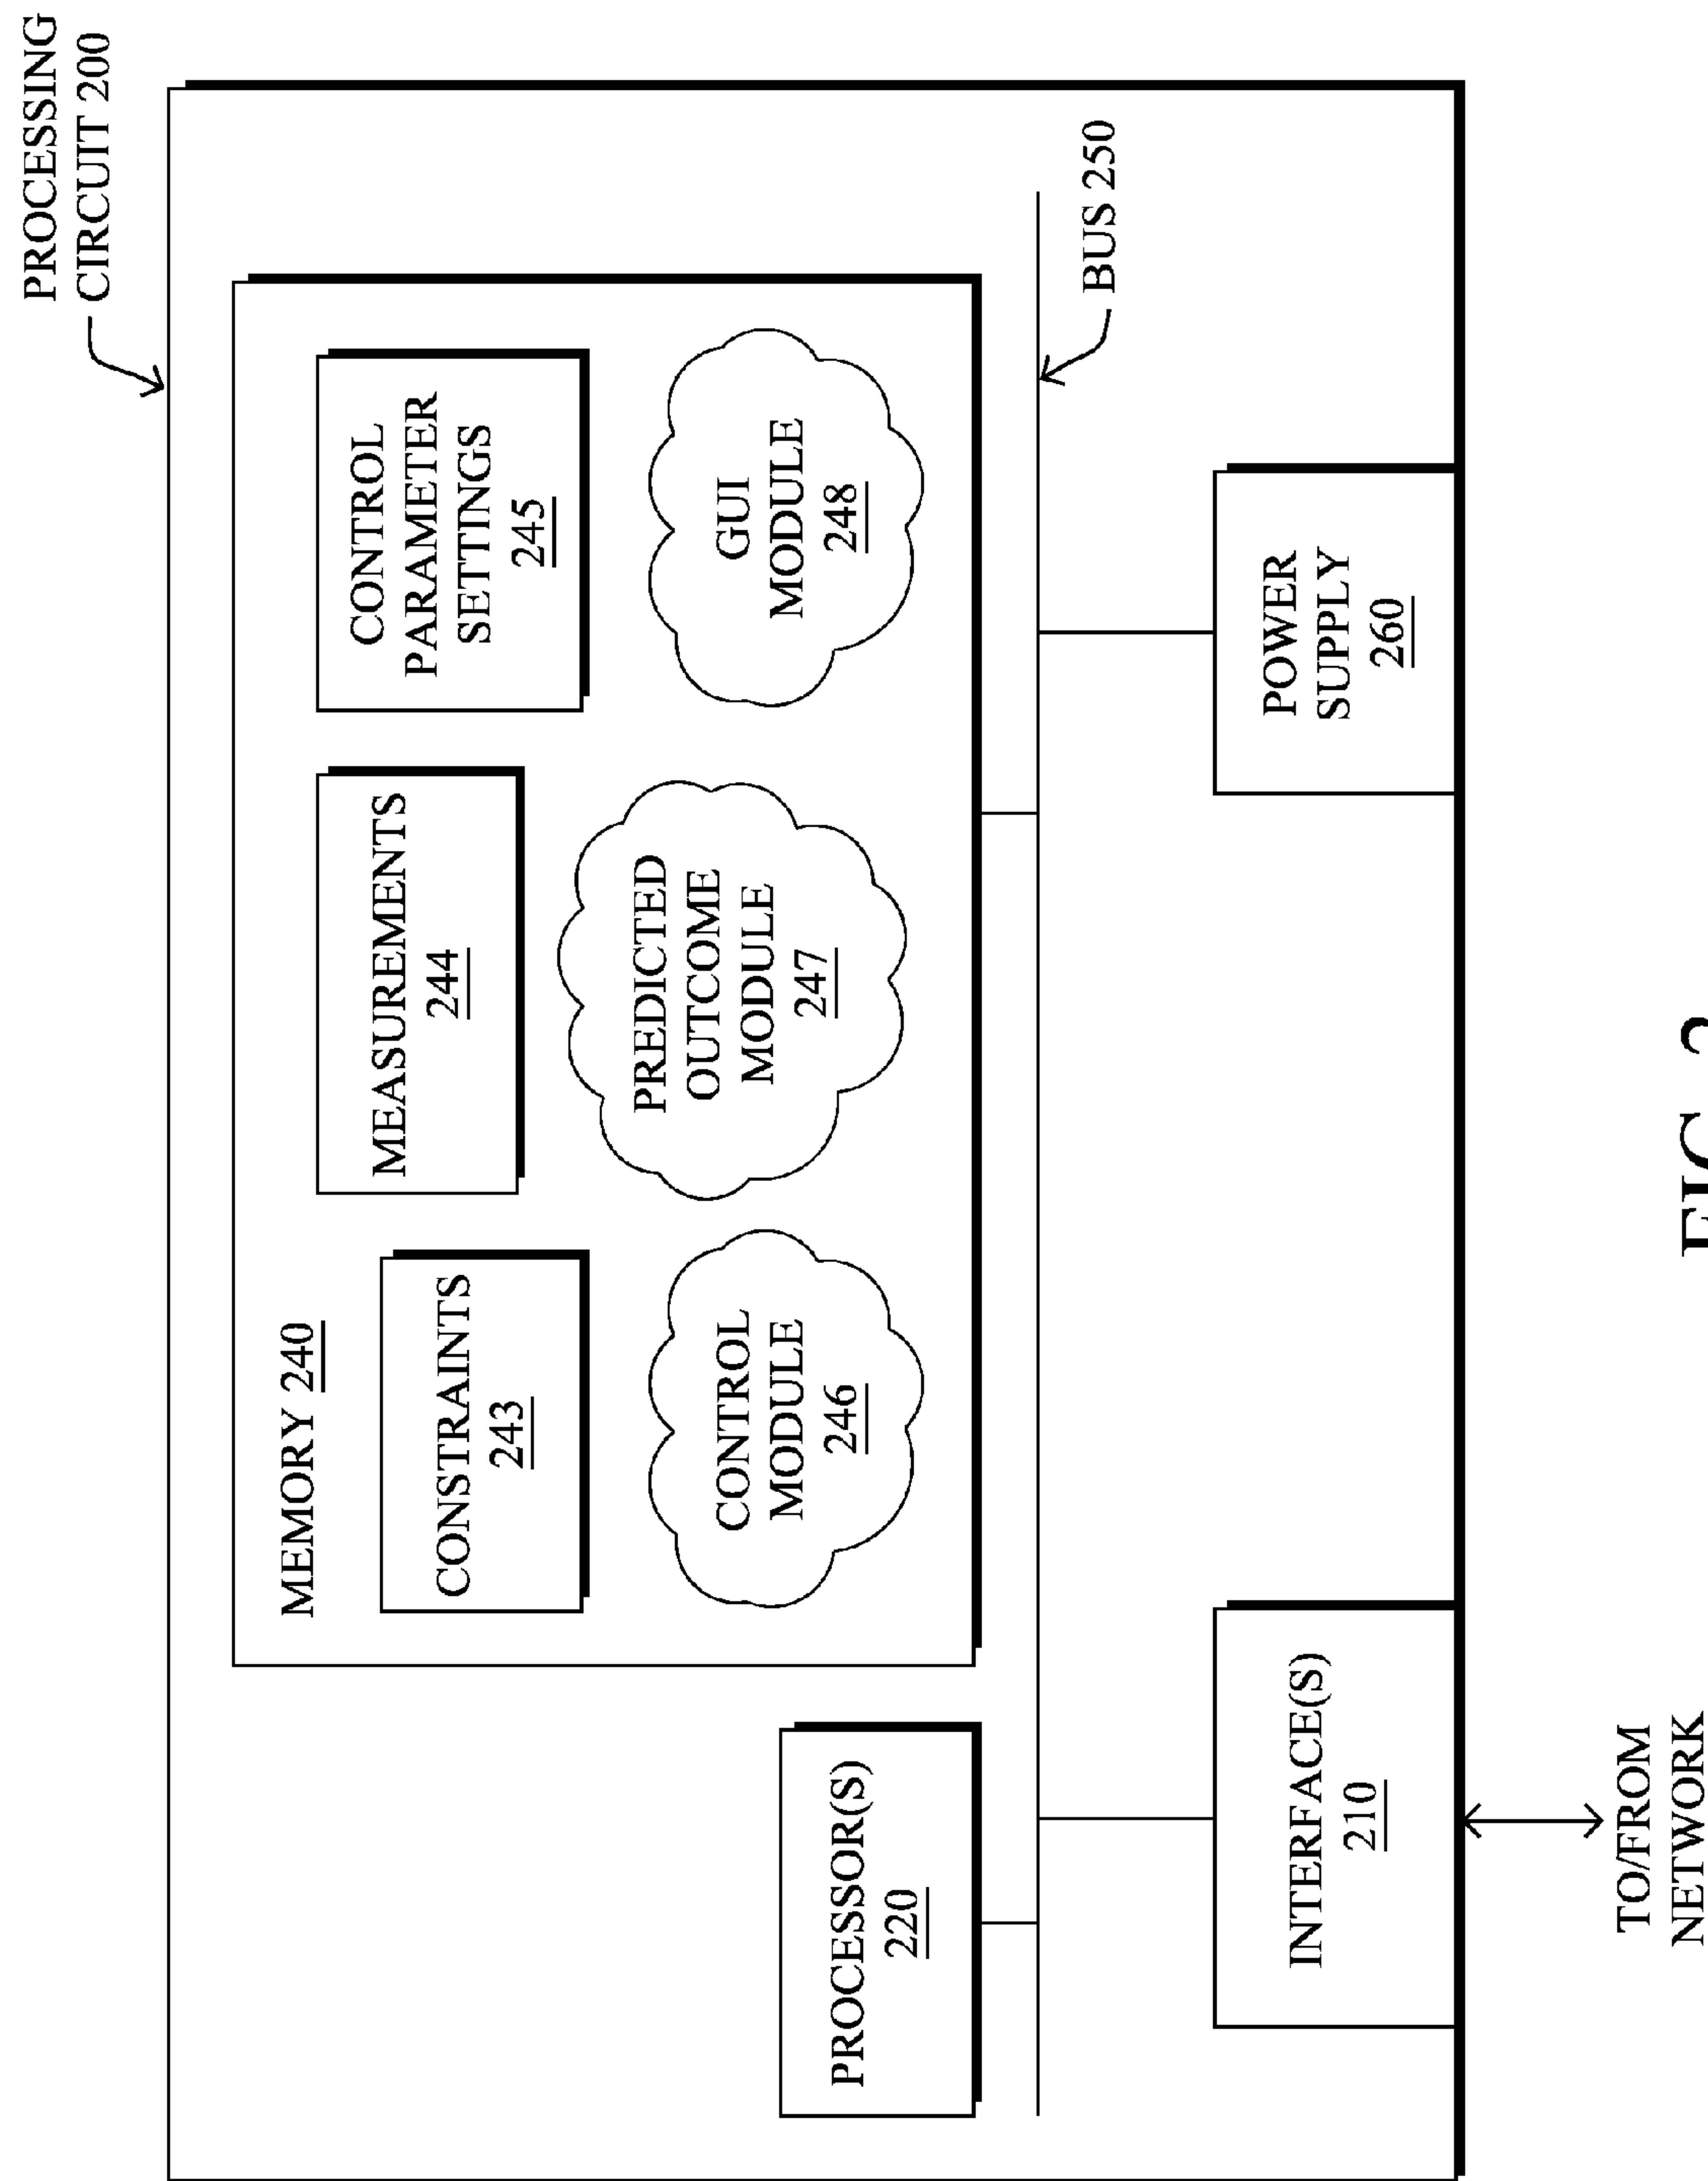 PROCESSING
CIRCUIT 200
MEMORY 240
CONSTRAINTS
243
MEASUREMENTS
244
CONTROL
PARAMETER
SETTINGS
245
CONTROL
MODULE
246
PREDICTED
OUTCOME
MODULE
247
GUI
MODULE
248
PROCESSOR(S)
220
BUS 250
INTERFACE(S)
210
POWER
SUPPLY
260
TO/FROM
NETWORK
FIG